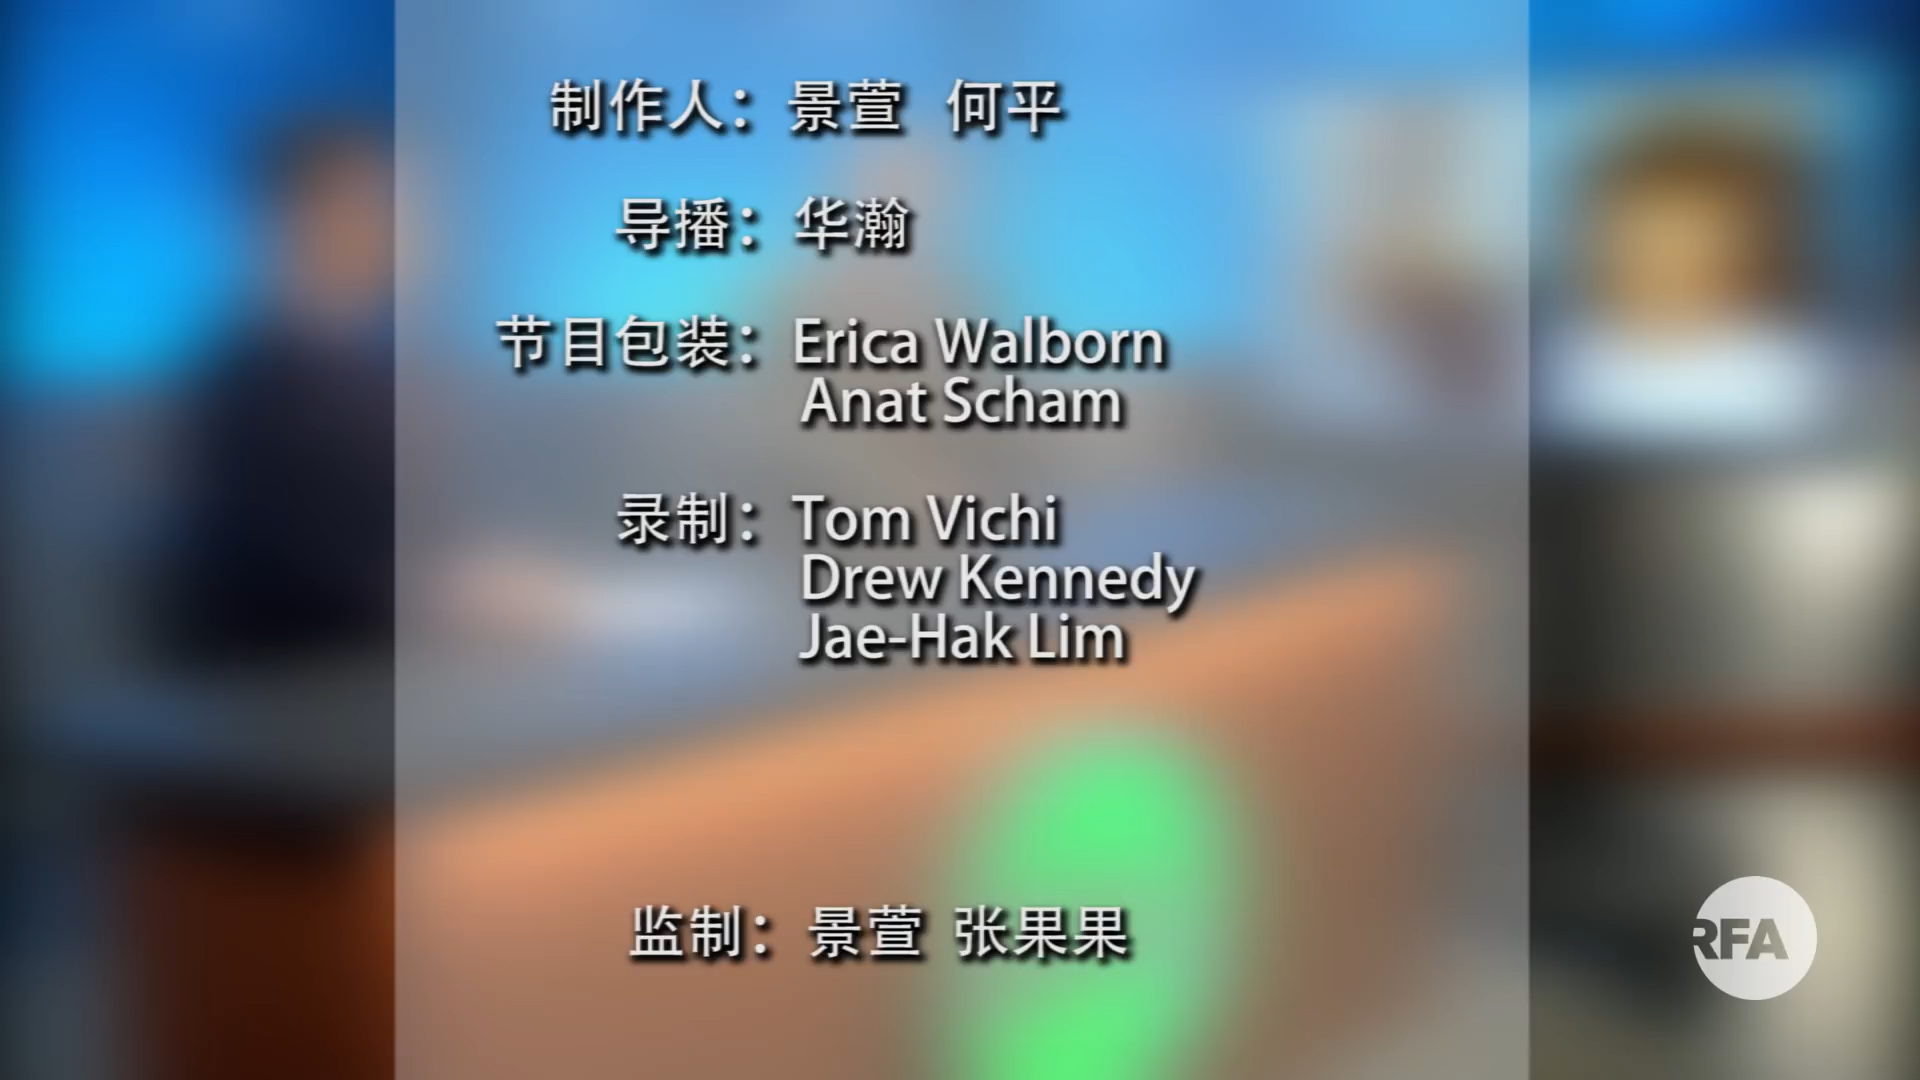 制作人：景萱 何平
导播：华瀚
节目包装：Erica Walborn
Anat Scham
录制：Tom Vichi
Drew Kennedy
Jae-Hak Lim
监制：景萱 张果果
RFA